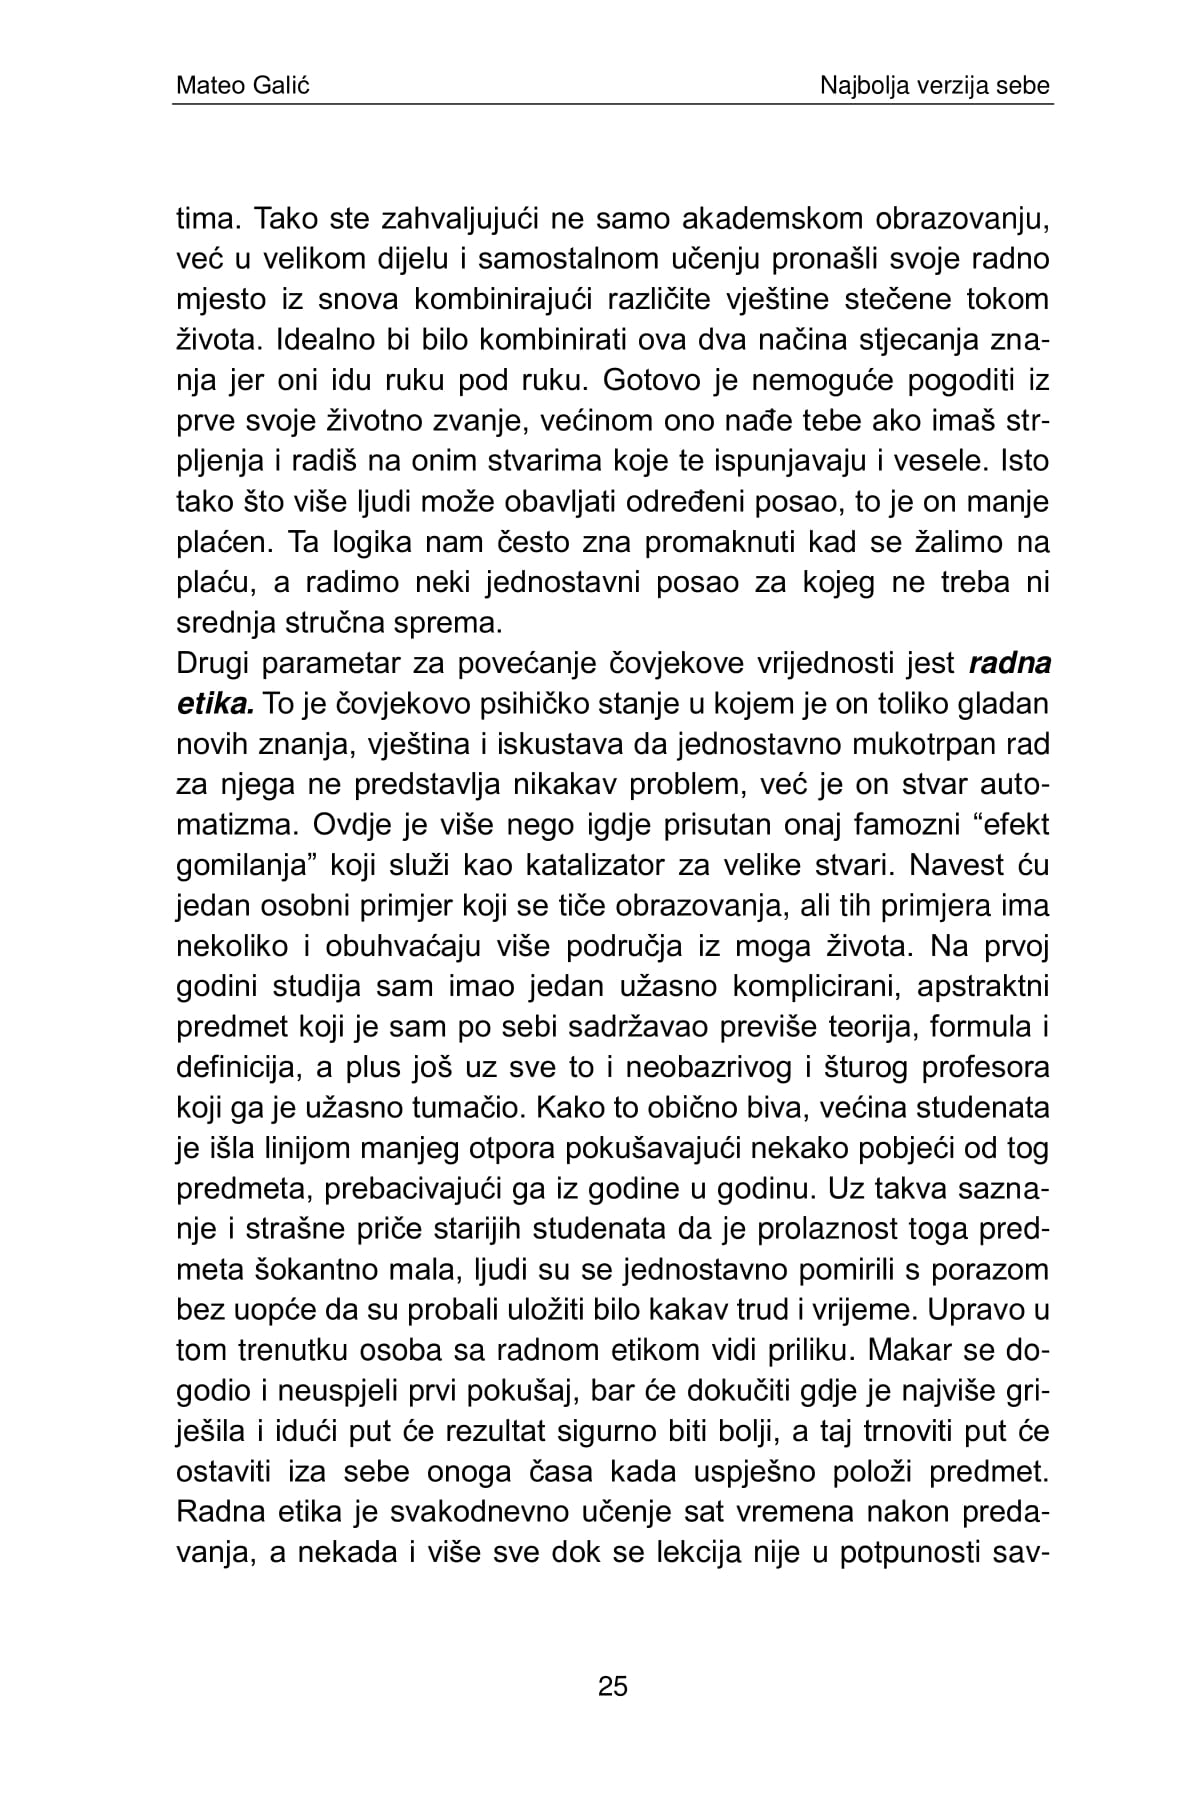 Mateo Galić Najbolja verzija sebe
tima. Tako ste zahvaljujući ne samo akademskom obrazovanju,
već u velikom dijelu i samostalnom učenju pronašli svoje radno
mjesto iz snova kombinirajući različite vještine stečene tokom
života. Idealno bi bilo kombinirati ova dva načina stjecanja zna-
nja jer oni idu ruku pod ruku. Gotovo je nemoguće pogoditi iz
prve svoje životno zvanje, većinom ono nađe tebe ako imaš str-
pljenja i radiš na onim stvarima koje te ispunjavaju i vesele. Isto
tako što više ljudi može obavljati određeni posao, to je on manje
plaćen. Ta logika nam često zna promaknuti kad se žalimo na
plaću, a radimo neki jednostavni posao za kojeg ne treba ni
srednja stručna sprema.
Drugi parametar za povećanje čovjekove vrijednosti jest radna
etika. To je čovjekovo psihičko stanje u kojem je on toliko gladan
novih znanja, vještina i iskustava da jednostavno mukotrpan rad
za njega ne predstavlja nikakav problem, već je on stvar auto-
matizma. Ovdje je više nego igdje prisutan onaj famozni “efekt
gomilanja” koji služi kao katalizator za velike stvari. Navest ću
jedan osobni primjer koji se tiče obrazovanja, ali tih primjera ima
nekoliko i obuhvaćaju više područja iz moga života. Na prvoj
godini studija sam imao jedan užasno komplicirani, apstraktni
predmet koji je sam po sebi sadržavao previše teorija, formula i
definicija, a plus još uz sve to i neobazrivog i šturog profesora
koji ga je užasno tumačio. Kako to obično biva, većina studenata
je išla linijom manjeg otpora pokušavajući nekako pobjeći od tog
predmeta, prebacivajući ga iz godine u godinu. Uz takva sazna-
nje i strašne priče starijih studenata da je prolaznost toga pred-
meta šokantno mala, ljudi su se jednostavno pomirili s porazom
bez uopće da su probali uložiti bilo kakav trud i vrijeme. Upravo u
tom trenutku osoba sa radnom etikom vidi priliku. Makar se do-
godio i neuspjeli prvi pokušaj, bar će dokučiti gdje je najviše gri-
ješila i idući put će rezultat sigurno biti bolji, a taj trnoviti put će
ostaviti iza sebe onoga časa kada uspješno položi predmet.
Radna etika je svakodnevno učenje sat vremena nakon preda-
vanja, a nekada i više sve dok se lekcija nije u potpunosti sav-
25